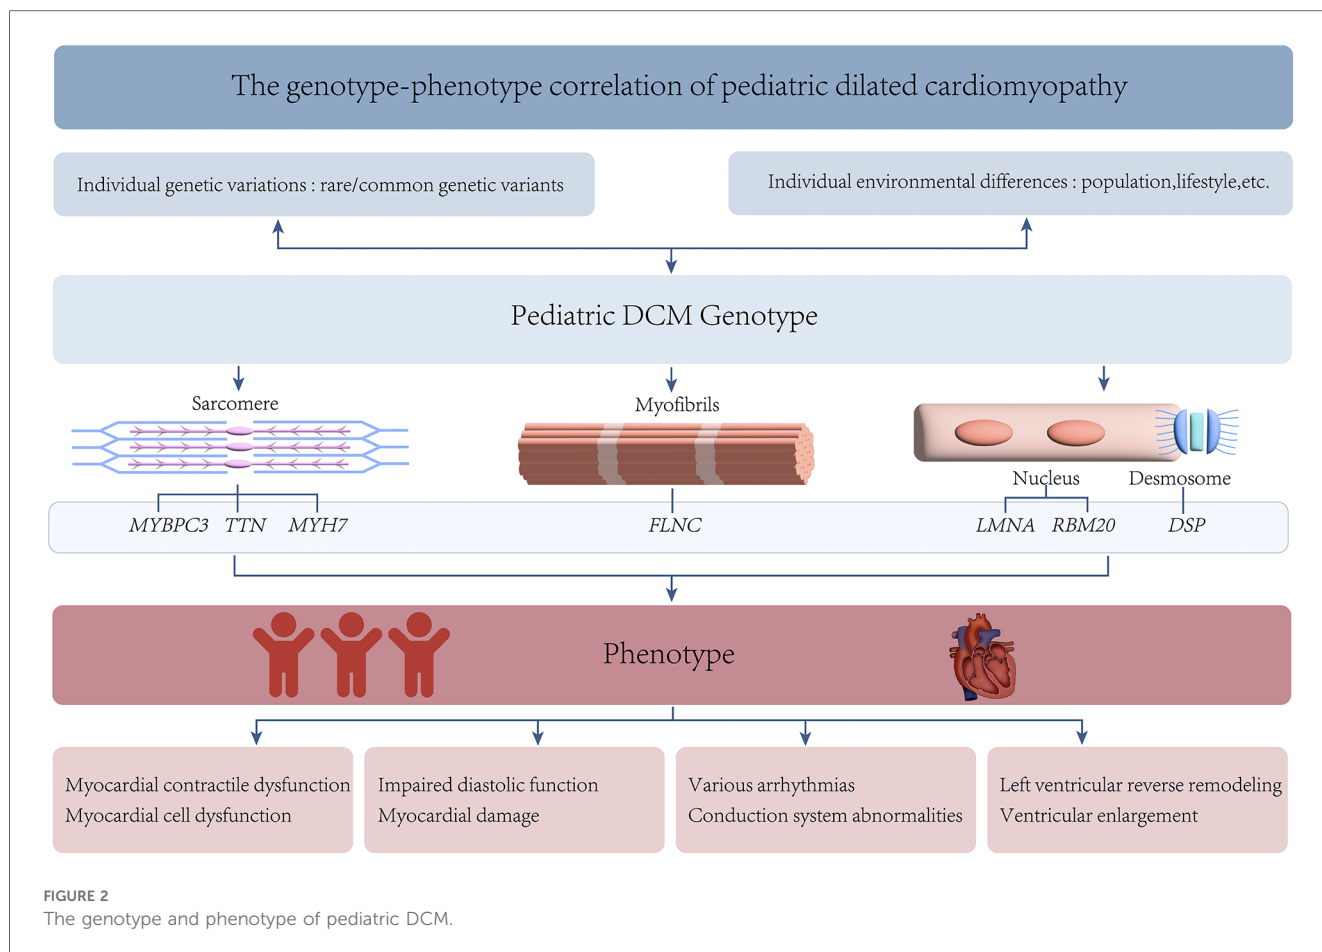 The genotype-phenotype correlation of pediatric dilated cardiomyopathy
Individual genetic variations : rare/common genetic variants
Individual environmental differences : population,lifestyle,etc.
Pediatric DCM Genotype
Sarcomere
Myofibrils
Nucleus
Desmosome
MYBPC3
TTN
MYH7
FLNC
LMNA
RBM20
DSP
Phenotype
Myocardial contractile dysfunction
Myocardial cell dysfunction
Impaired diastolic function
Myocardial damage
Various arrhythmias
Conduction system abnormalities
Left ventricular reverse remodeling
Ventricular enlargement
FIGURE 2
The genotype and phenotype of pediatric DCM.